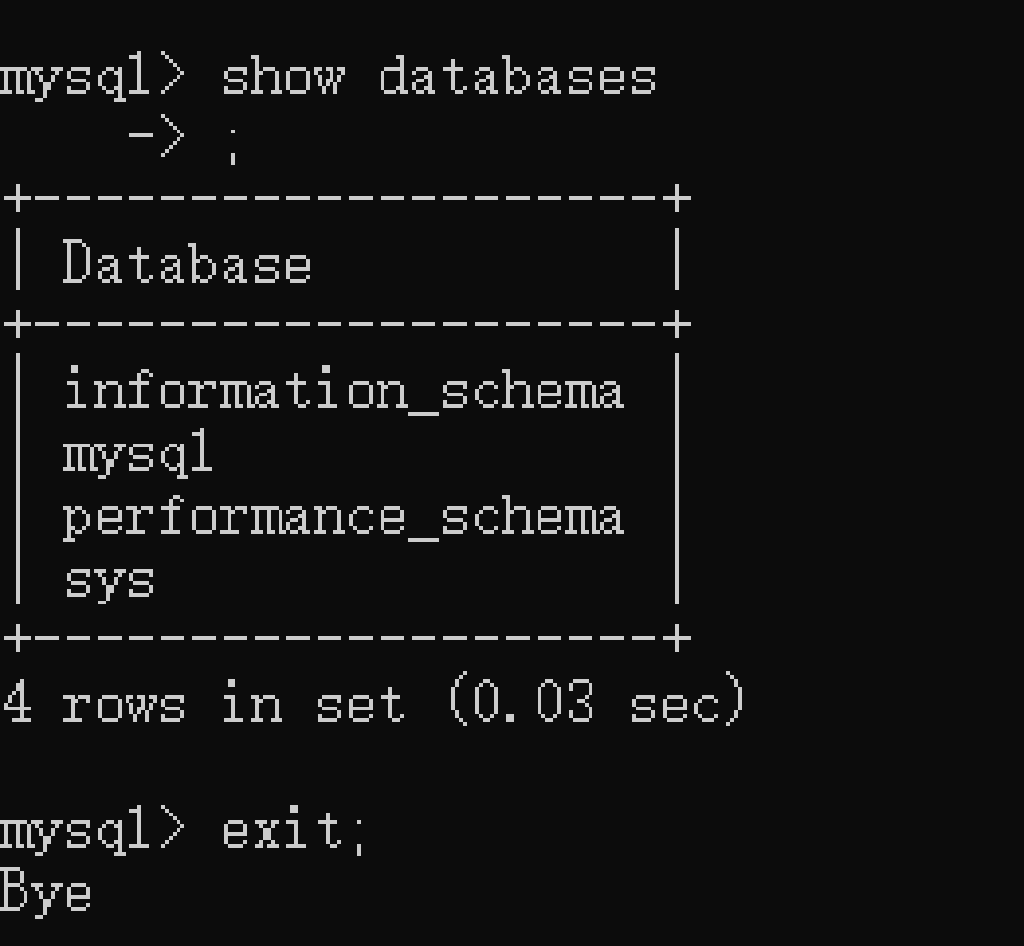 mysql> show databases
    -> ;
+--------------------+
| Database           |
+--------------------+
| information_schema |
| mysql              |
| performance_schema |
| sys                |
+--------------------+
4 rows in set (0.03 sec)
mysql> exit;
Bye